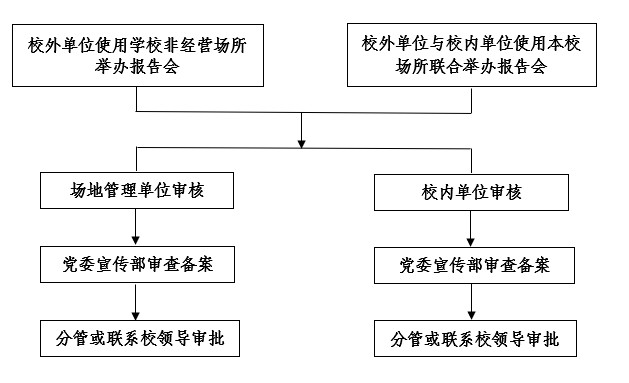 校外单位使用学校非经营场所
举办报告会
校外单位与校内单位使用本校
场所联合举办报告会
场地管理单位审核
校内单位审核
党委宣传部审查备案
党委宣传部审查备案
分管或联系校领导审批
分管或联系校领导审批